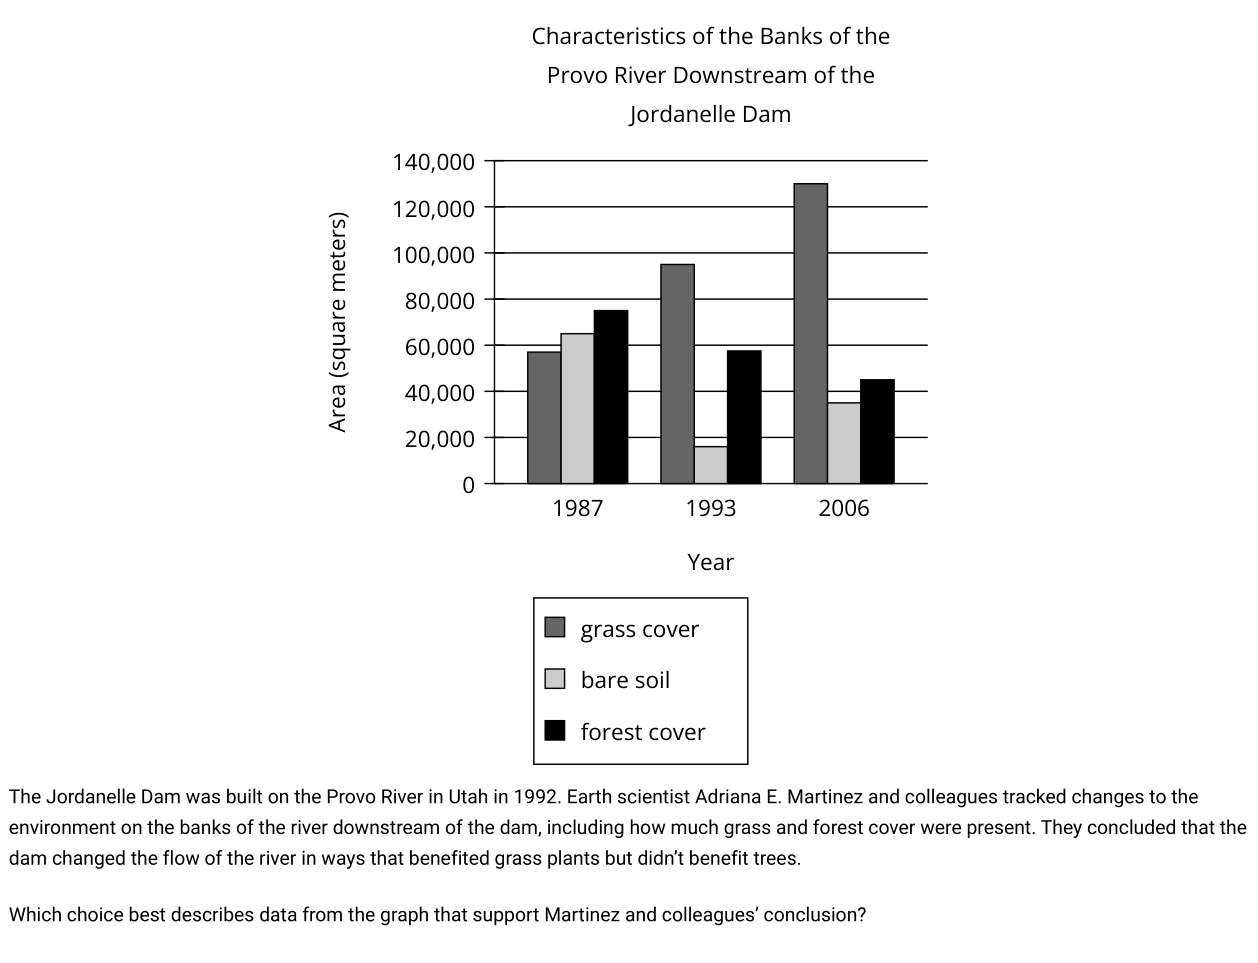 Characteristics of the Banks of the
Provo River Downstream of the
Jordanelle Dam
140,000
120,000
100,000
80,000
60,000
40,000
20,000
0
Area (square meters)
1987 1993 2006
Year
grass cover
bare soil
forest cover
The Jordanelle Dam was built on the Provo River in Utah in 1992. Earth scientist Adriana E. Martinez and colleagues tracked changes to the
environment on the banks of the river downstream of the dam, including how much grass and forest cover were present. They concluded that the
dam changed the flow of the river in ways that benefited grass plants but didn’t benefit trees.
Which choice best describes data from the graph that support Martinez and colleagues’ conclusion?